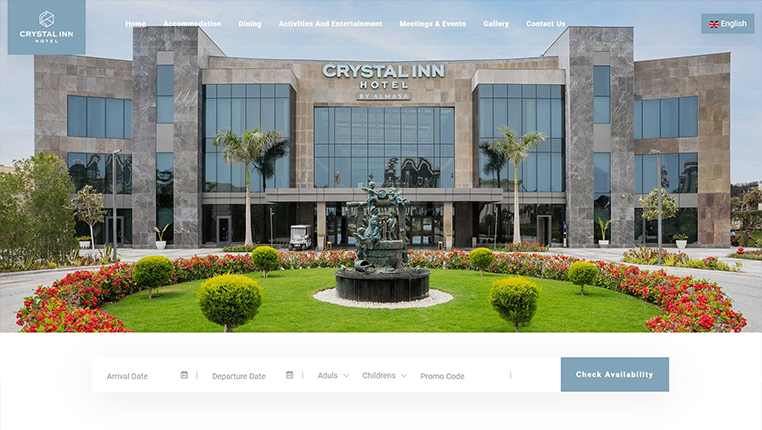 CRYSTAL INN
HOTEL
Home Accommodation Dining Activities And Entertainment Meetings & Events Gallery Contact Us
English
CRYSTAL INN
HOTEL
BY ALMASA
Arrival Date Departure Date Aduls Childrens Promo Code Check Availability